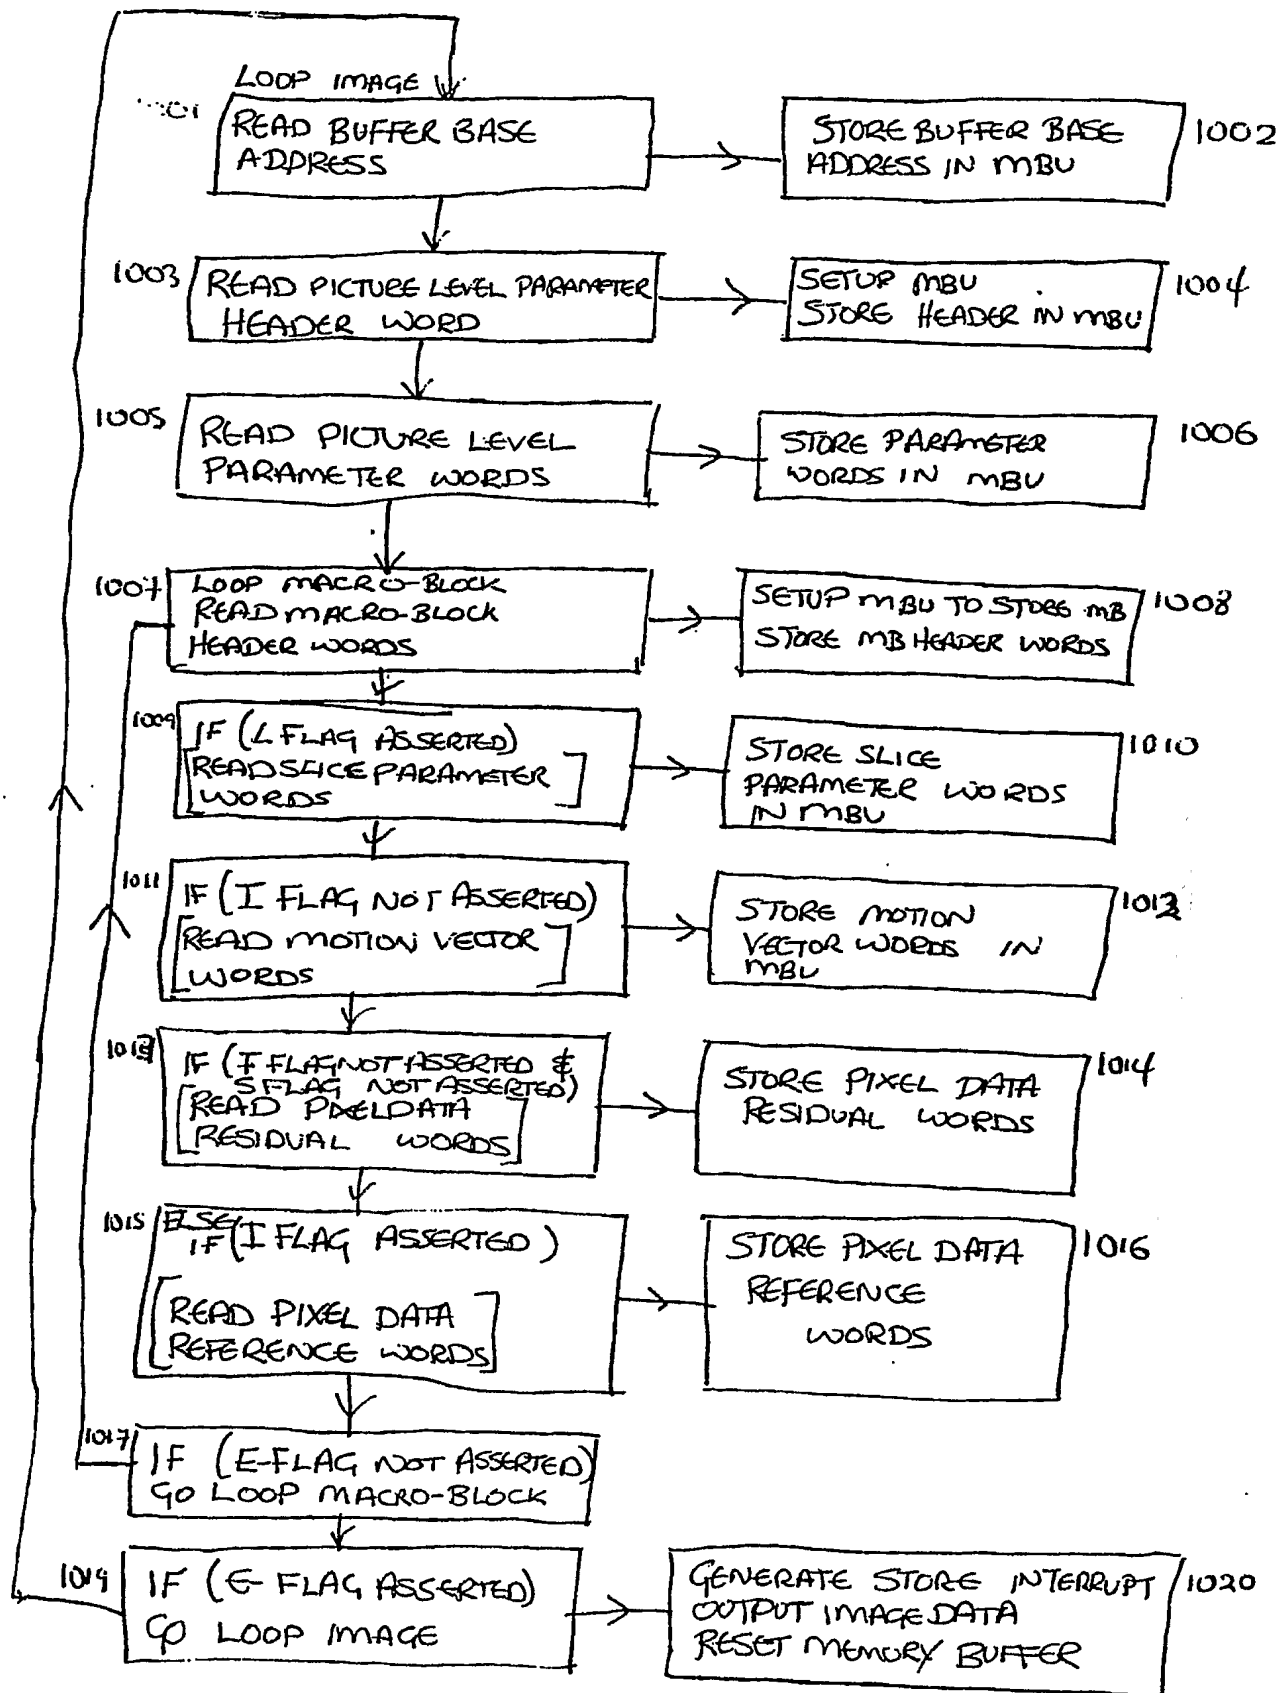 LOOP IMAGE
READ BUFFER BASE
ADDRESS
STORE BUFFER BASE
ADDRESS IN MBU
1002
1003
READ PICTURE LEVEL PARAMETER
HEADER WORD
SETUP MBU
STORE HEADER IN MBU
1004
1005
READ PICTURE LEVEL
PARAMETER WORDS
STORE PARAMETER
WORDS IN MBU
1006
1007
LOOP MACRO-BLOCK
READ MACRO-BLOCK
HEADER WORDS
SETUP MBU TO STORE MB
STORE MB HEADER WORDS
1008
1009
IF (L FLAG ASSERTED)
[READ SLICE PARAMETER
WORDS]
STORE SLICE
PARAMETER WORDS
IN MBU
1010
1011
IF (I FLAG NOT ASSERTED)
[READ MOTION VECTOR
WORDS]
STORE MOTION
VECTOR WORDS IN
MBU
1012
1013
IF (I FLAG NOT ASSERTED &
S FLAG NOT ASSERTED)
[READ PIXEL DATA
RESIDUAL WORDS]
STORE PIXEL DATA
RESIDUAL WORDS
1014
1015
ELSE
IF (I FLAG ASSERTED)
[READ PIXEL DATA
REFERENCE WORDS]
STORE PIXEL DATA
REFERENCE
WORDS
1016
1017
IF (E-FLAG NOT ASSERTED)
GO LOOP MACRO-BLOCK
1019
IF (E-FLAG ASSERTED)
GO LOOP IMAGE
GENERATE STORE INTERRUPT
OUTPUT IMAGE DATA
RESET MEMORY BUFFER
1020